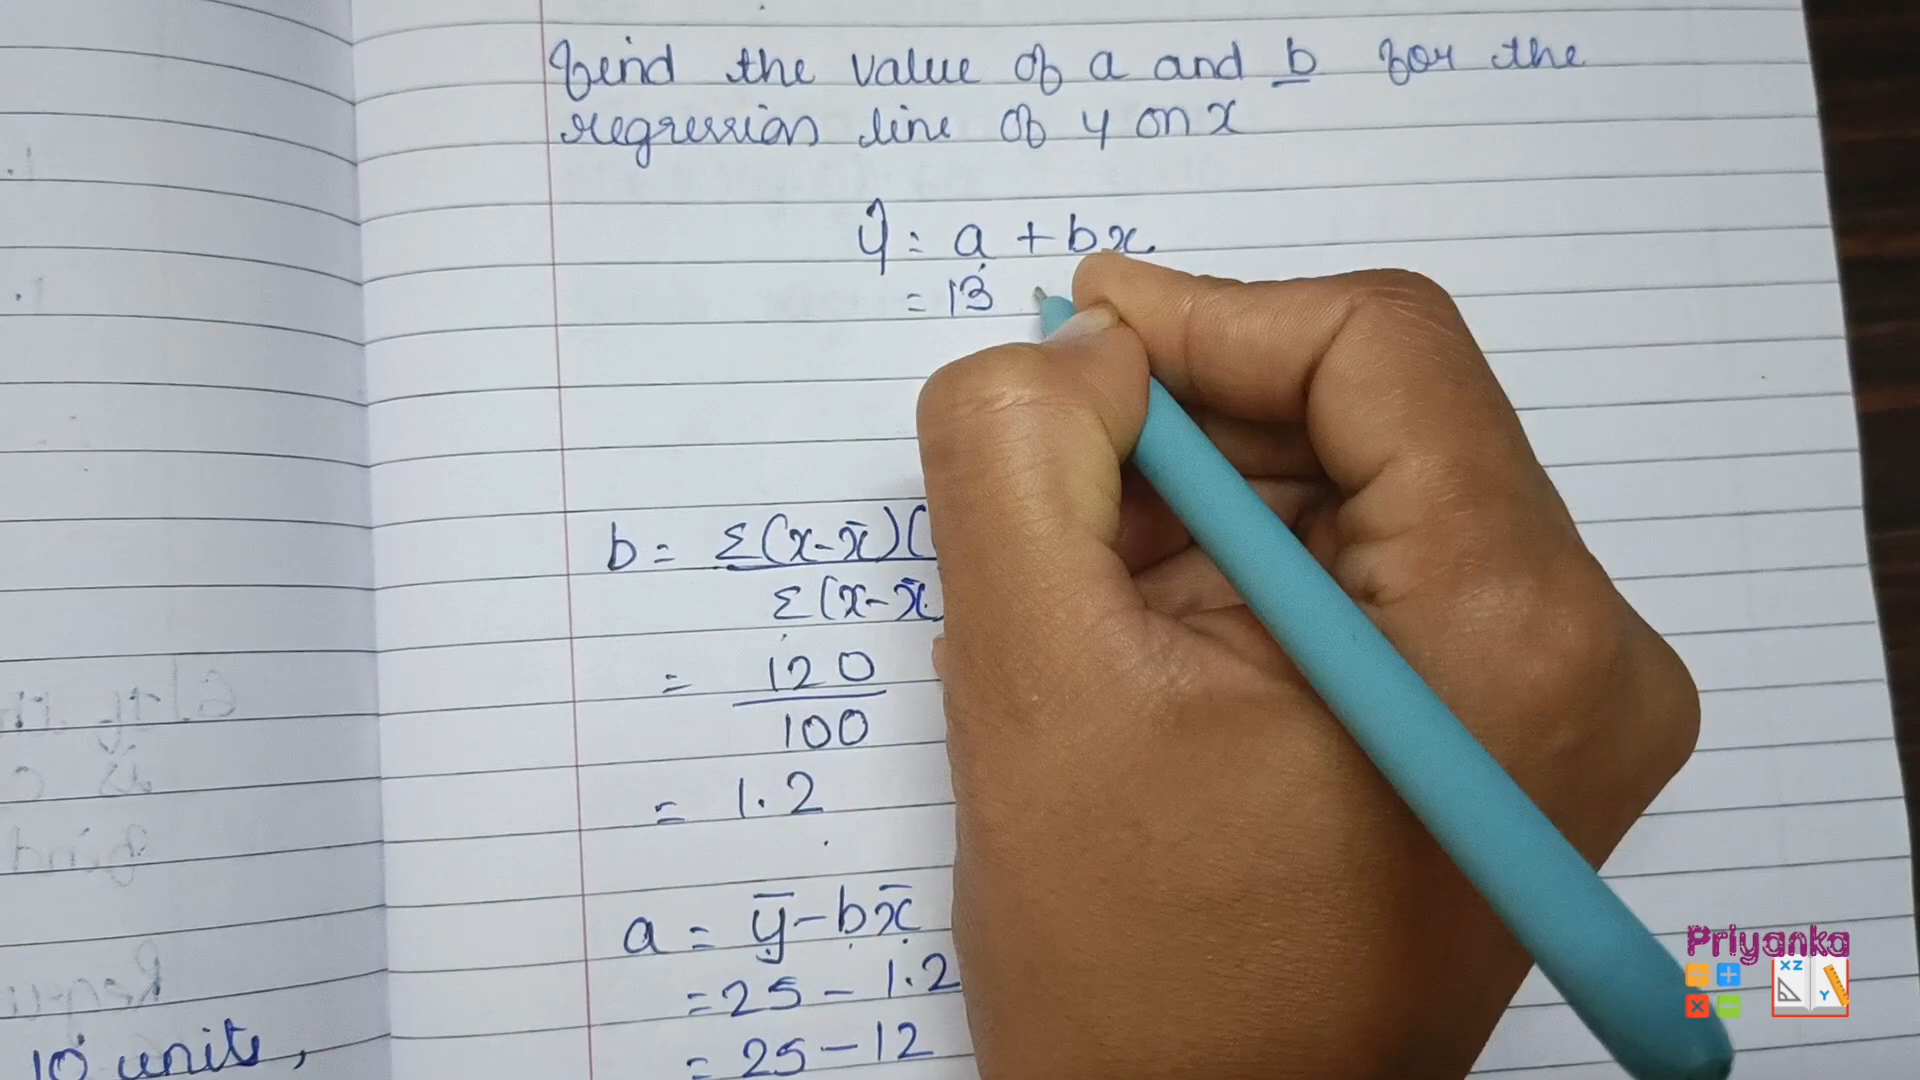 find the value of a and b for the
regression line of y on x
ŷ = a + bx
= 13
b = Σ(x-x̄)(
Σ(x-x̄
= 120
100
= 1.2
a = ȳ - bx̄
= 25 - 1.2
= 25 - 12
10 units,
Priyanka
XZ
Y